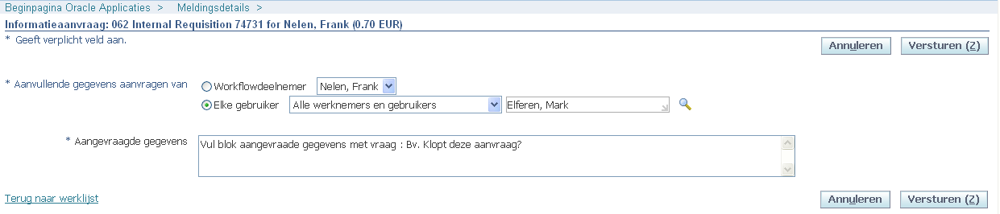 Beginpagina Oracle Applicaties > Meldingsdetails >
Informatieaanvraag: 062 Internal Requisition 74731 for Nelen, Frank (0.70 EUR)
* Geeft verplicht veld aan.
Annuleren Versturen (Z)
* Aanvullende gegevens aanvragen van Workflowdeelnemer Nelen, Frank
Elke gebruiker Alle werknemers en gebruikers Elferen, Mark
* Aangevraagde gegevens Vul blok aangevraade gegevens met vraag : Bv. Klopt deze aanvraag?
Terug naar werklijst Annuleren Versturen (Z)